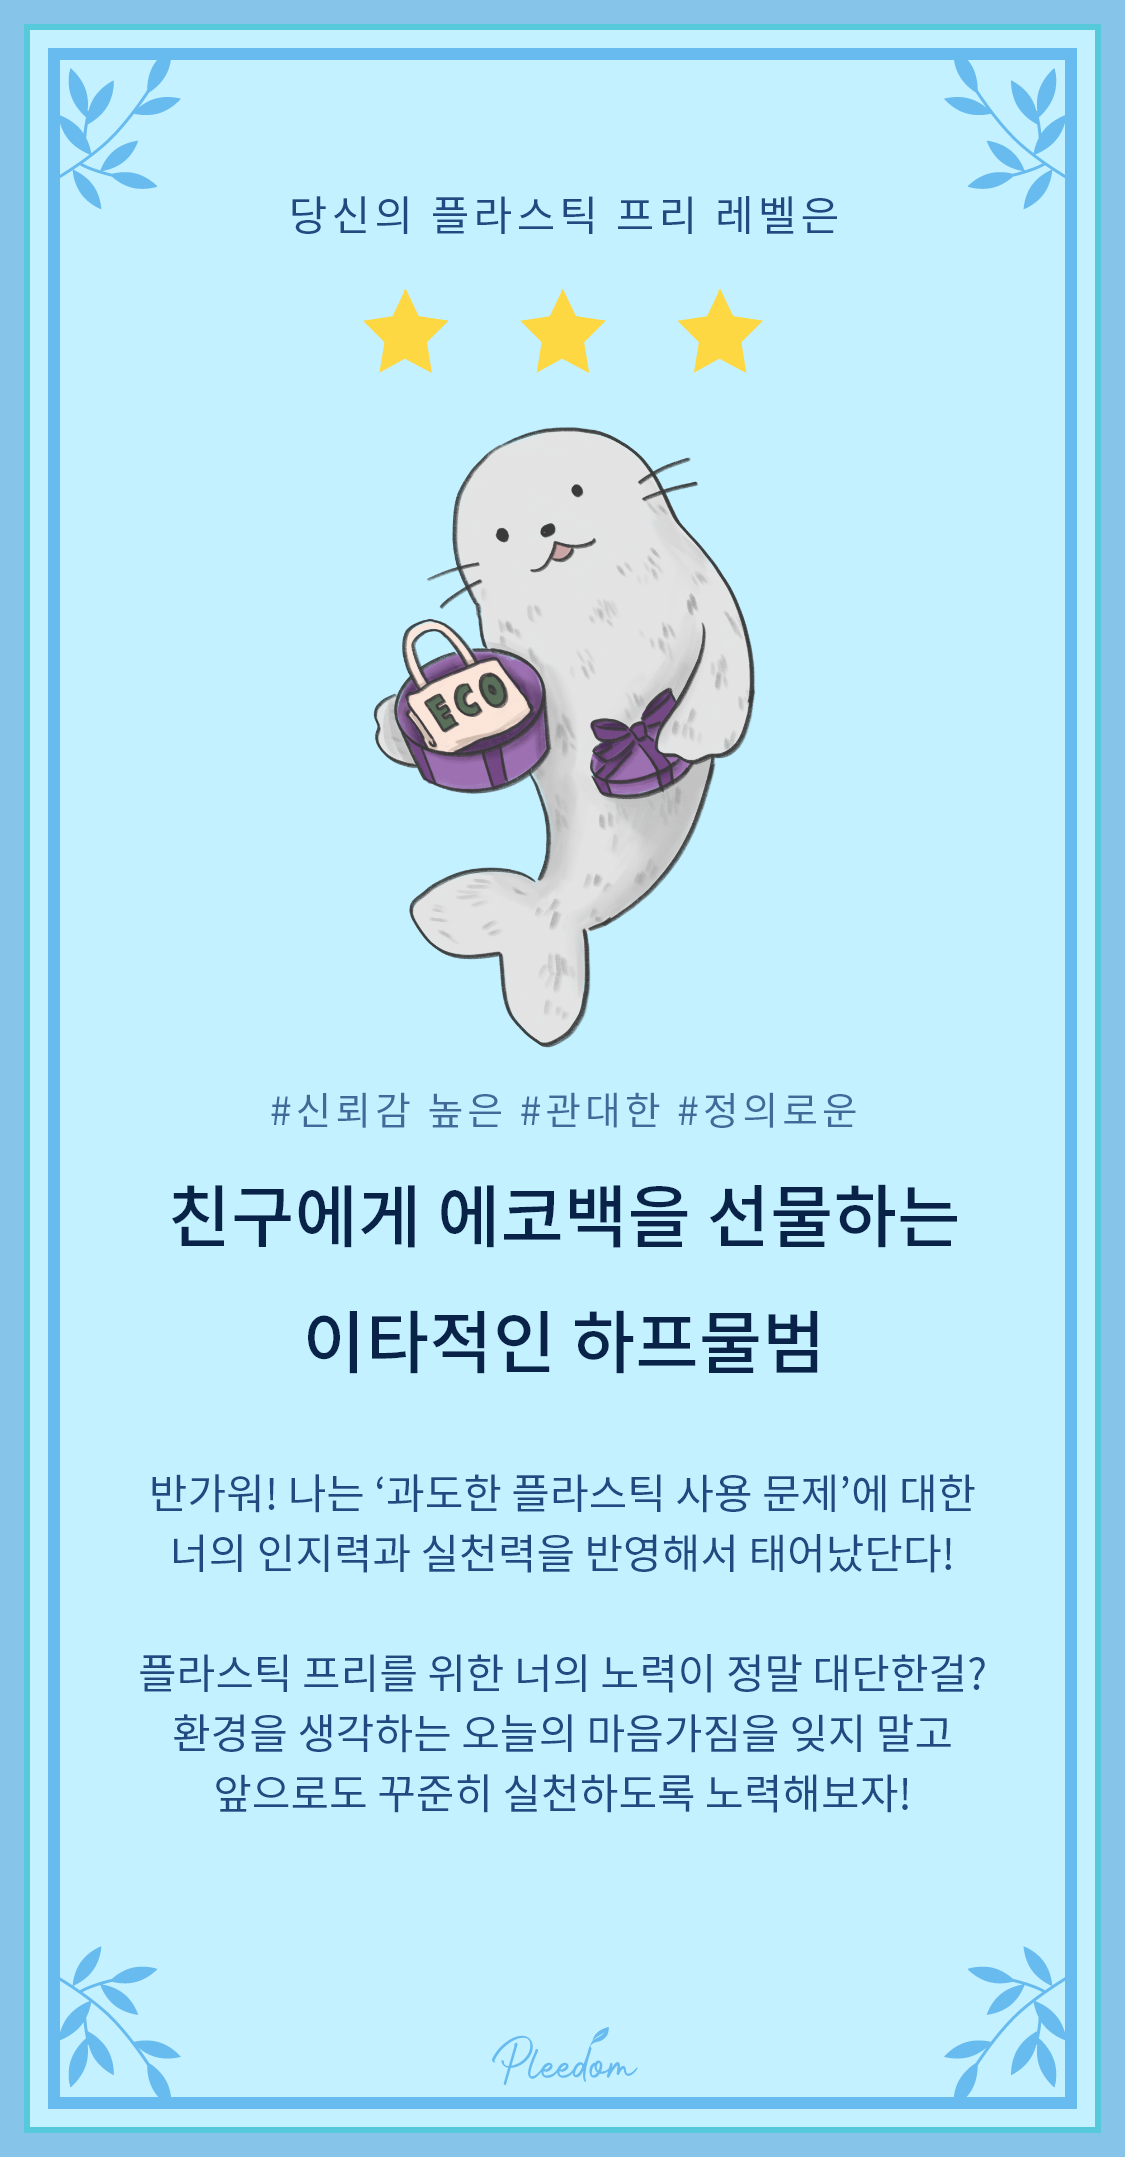 당신의 플라스틱 프리 레벨은
ECO
#신뢰감 높은 #관대한 #정의로운
친구에게 에코백을 선물하는
이타적인 하프물범
반가워! 나는 ‘과도한 플라스틱 사용 문제’에 대한
너의 인지력과 실천력을 반영해서 태어났단다!
플라스틱 프리를 위한 너의 노력이 정말 대단한걸?
환경을 생각하는 오늘의 마음가짐을 잊지 말고
앞으로도 꾸준히 실천하도록 노력해보자!
Pleedom